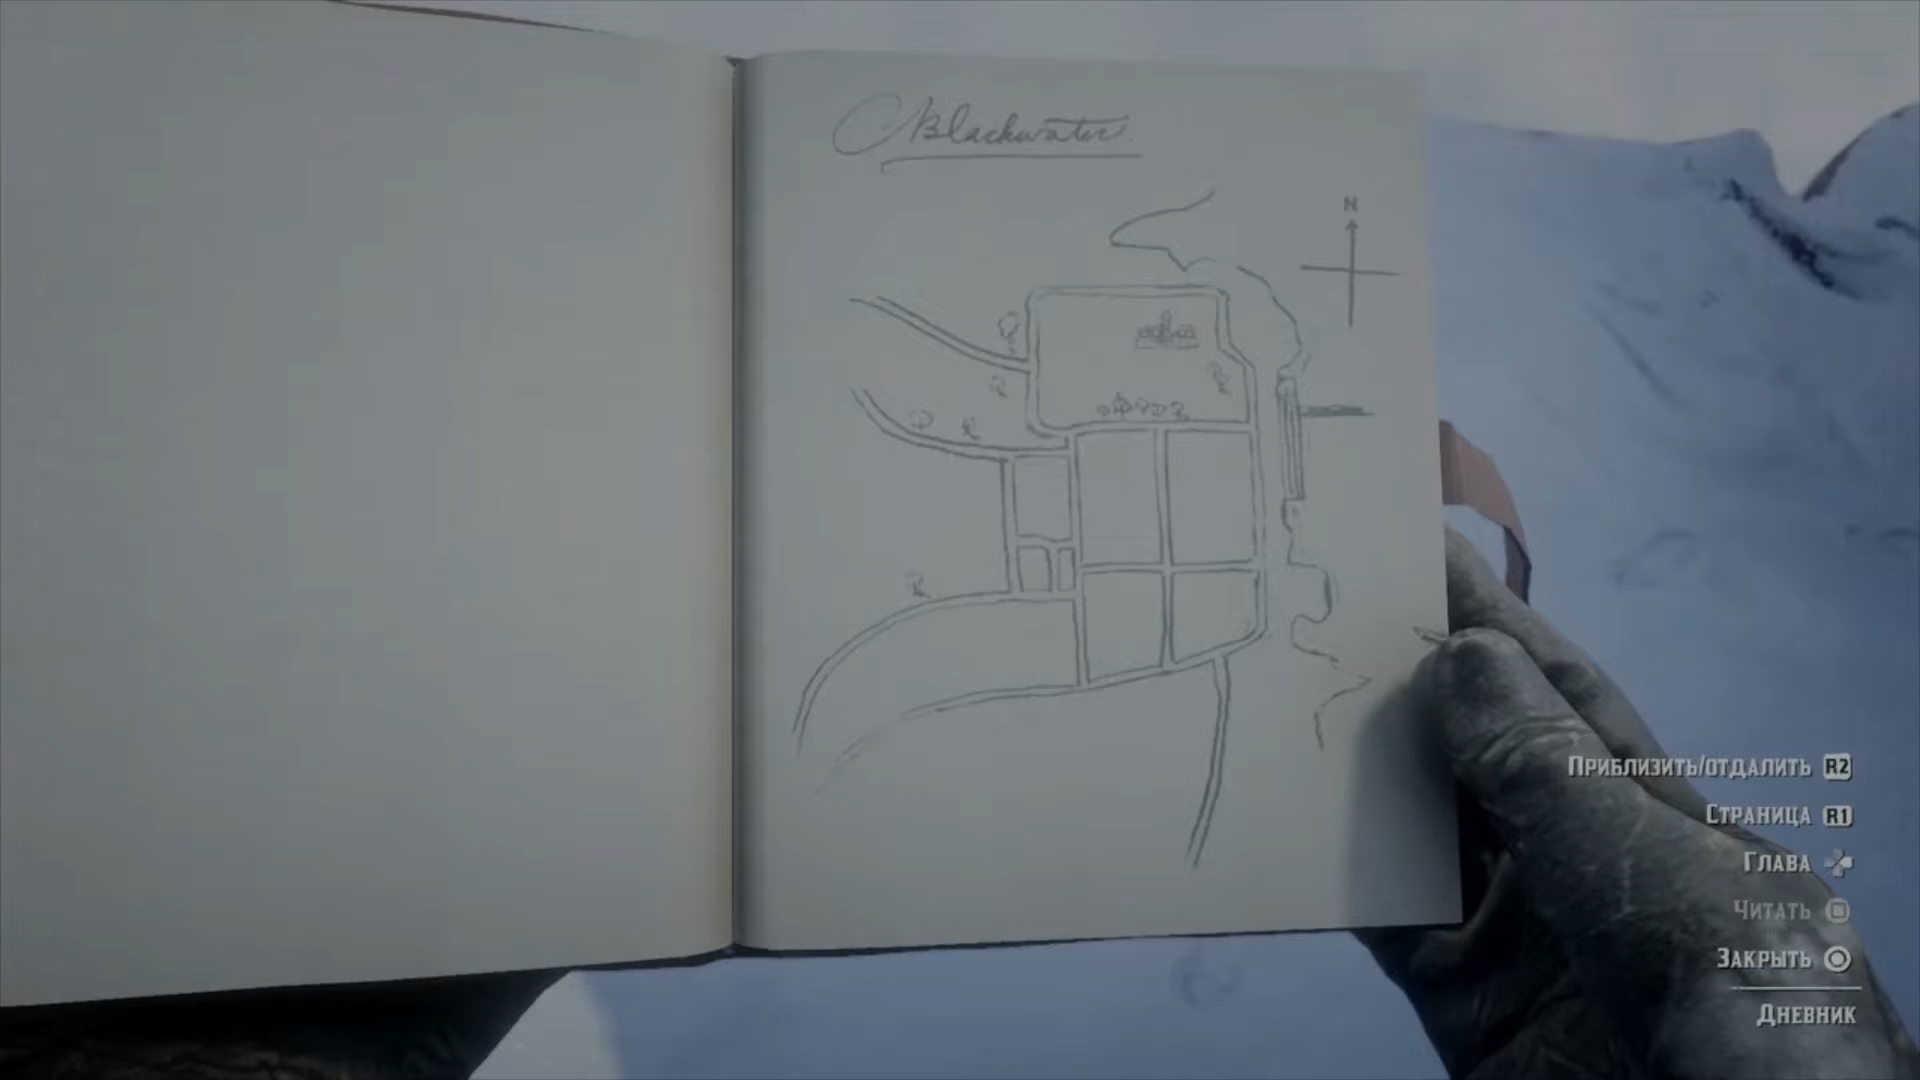 Blackwater
N
Приблизить/отдалить R2
Страница R1
Глава
Читать
Закрыть
Дневник